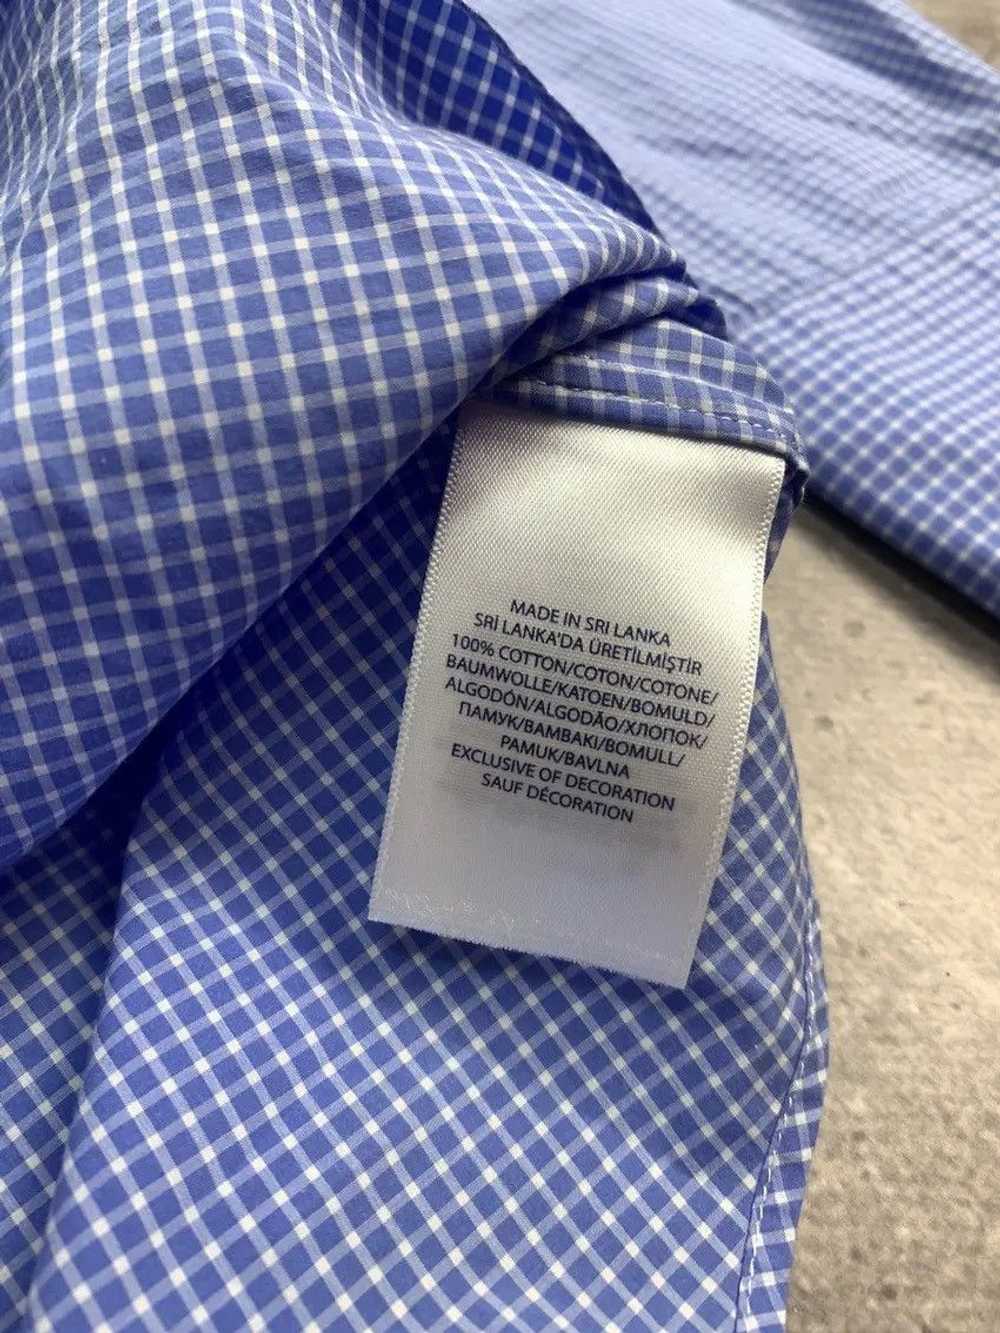 MADE IN SRI LANKA
SRİ LANKA'DA ÜRETİLMİŞTİR
100% COTTON/COTON/COTONE/
BAUMWOLLE/KATOEN/BOMULD/
ALGODÓN/ALGODÃO/ХЛОПОК/
ПАМУК/ΒΑΜΒΑΚΙ/BOMULL/
PAMUK/BAVLNA
EXCLUSIVE OF DECORATION
SAUF DÉCORATION